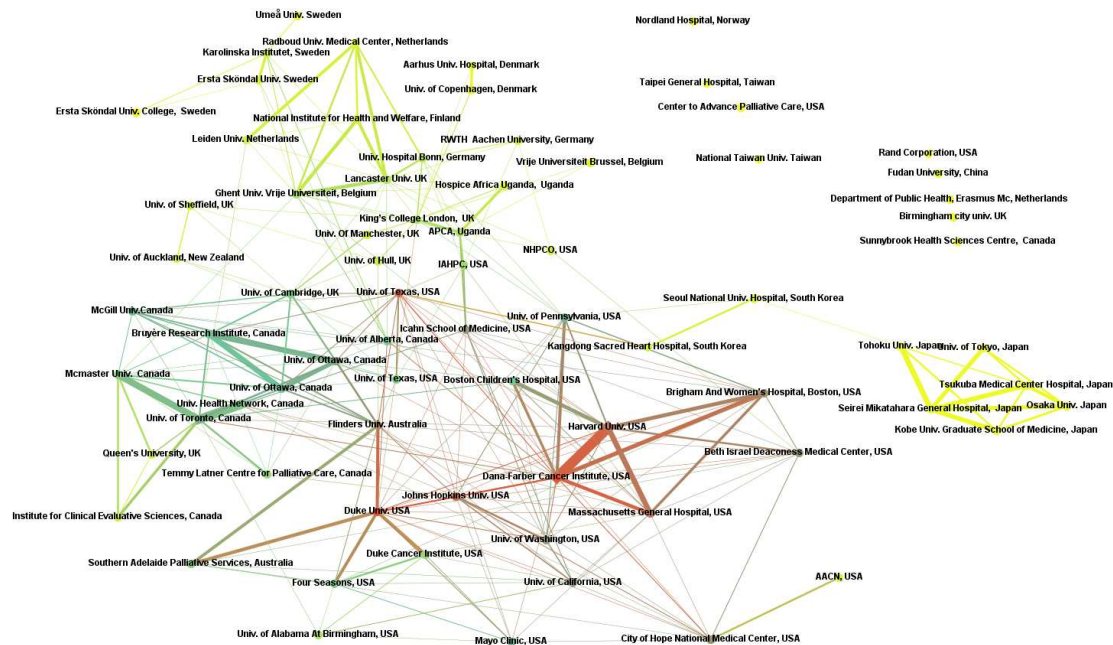 Umeå Univ. Sweden
Nordland Hospital, Norway
Radboud Univ. Medical Center, Netherlands
Karolinska Institutet, Sweden
Aarhus Univ. Hospital, Denmark
Ersta Sköndal Univ. Sweden
Taipei General Hospital, Taiwan
Univ. of Copenhagen, Denmark
Center to Advance Palliative Care, USA
Ersta Sköndal Univ. College, Sweden
National Institute for Health and Welfare, Finland
Leiden Univ. Netherlands
RWTH Aachen University, Germany
Rand Corporation, USA
Univ. Hospital Bonn, Germany
National Taiwan Univ. Taiwan
Vrije Universiteit Brussel, Belgium
Fudan University, China
Lancaster Univ. UK
Hospice Africa Uganda, Uganda
Ghent Univ. Vrije Universiteit, Belgium
Department of Public Health, Erasmus Mc, Netherlands
Univ. of Sheffield, UK
Birmingham city univ. UK
King's College London, UK
APCA, Uganda
Univ. Of Manchester, UK
Sunnybrook Health Sciences Centre, Canada
NHPCO, USA
Univ. of Auckland, New Zealand
Univ. of Hull, UK
IAHPC, USA
Univ. of Cambridge, UK
Univ. of Texas, USA
Seoul National Univ. Hospital, South Korea
McGill Univ.Canada
Univ. of Pennsylvania, USA
Icahn School of Medicine, USA
Bruyère Research Institute, Canada
Univ. of Alberta, Canada
Kangdong Sacred Heart Hospital, South Korea
Tohoku Univ. Japan
Univ. of Tokyo, Japan
Univ. of Ottawa, Canada
Mcmaster Univ. Canada
Univ. of Texas, USA
Boston Children's Hospital, USA
Univ. of Ottawa, Canada
Tsukuba Medical Center Hospital, Japan
Brigham And Women's Hospital, Boston, USA
Univ. Health Network, Canada
Osaka Univ. Japan
Seirei Mikatahara General Hospital, Japan
Univ. of Toronto, Canada
Flinders Univ. Australia
Harvard Univ. USA
Kobe Univ. Graduate School of Medicine, Japan
Queen's University, UK
Beth Israel Deaconess Medical Center, USA
Temmy Latner Centre for Palliative Care, Canada
Dana-Farber Cancer Institute, USA
Johns Hopkins Univ. USA
Institute for Clinical Evaluative Sciences, Canada
Duke Univ. USA
Massachusetts General Hospital, USA
Univ. of Washington, USA
Duke Cancer Institute, USA
Southern Adelaide Palliative Services, Australia
AACN, USA
Four Seasons, USA
Univ. of California, USA
Univ. of Alabama At Birmingham, USA
Mayo Clinic, USA
City of Hope National Medical Center, USA